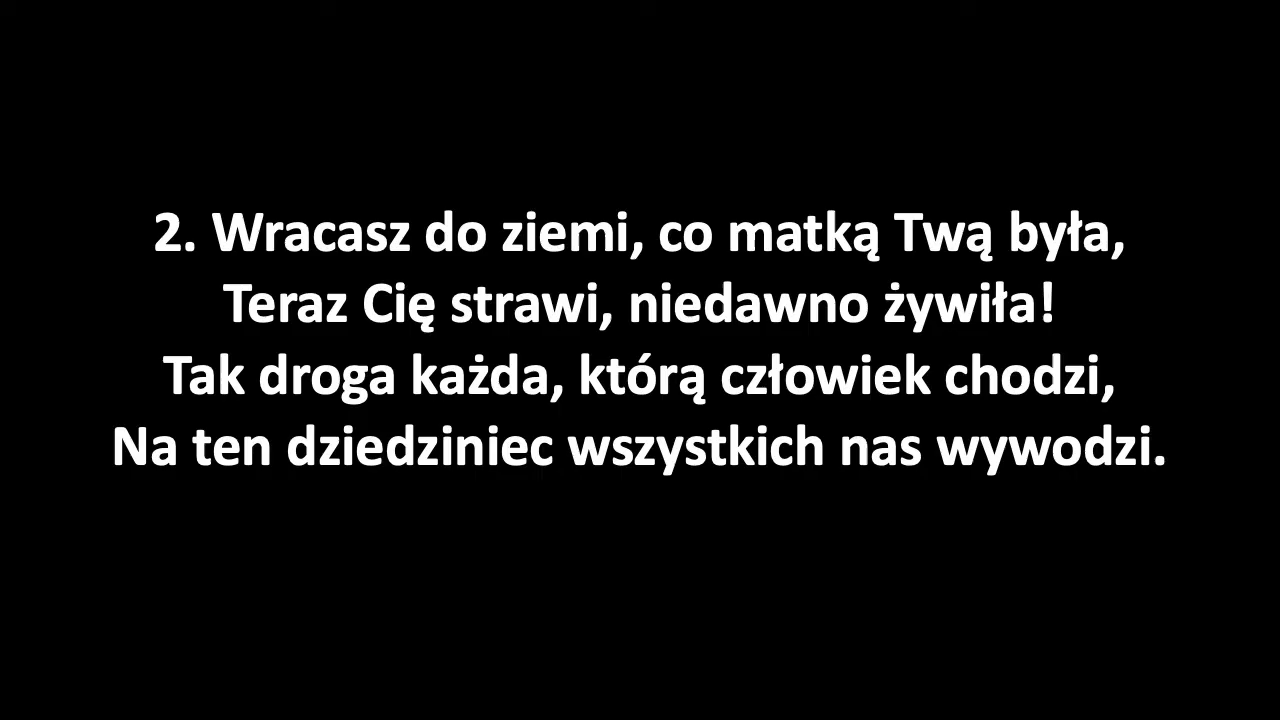 2. Wracasz do ziemi, co matką Twą była,
Teraz Cię strawi, niedawno żywiła!
Tak droga każda, którą człowiek chodzi,
Na ten dziedziniec wszystkich nas wywodzi.